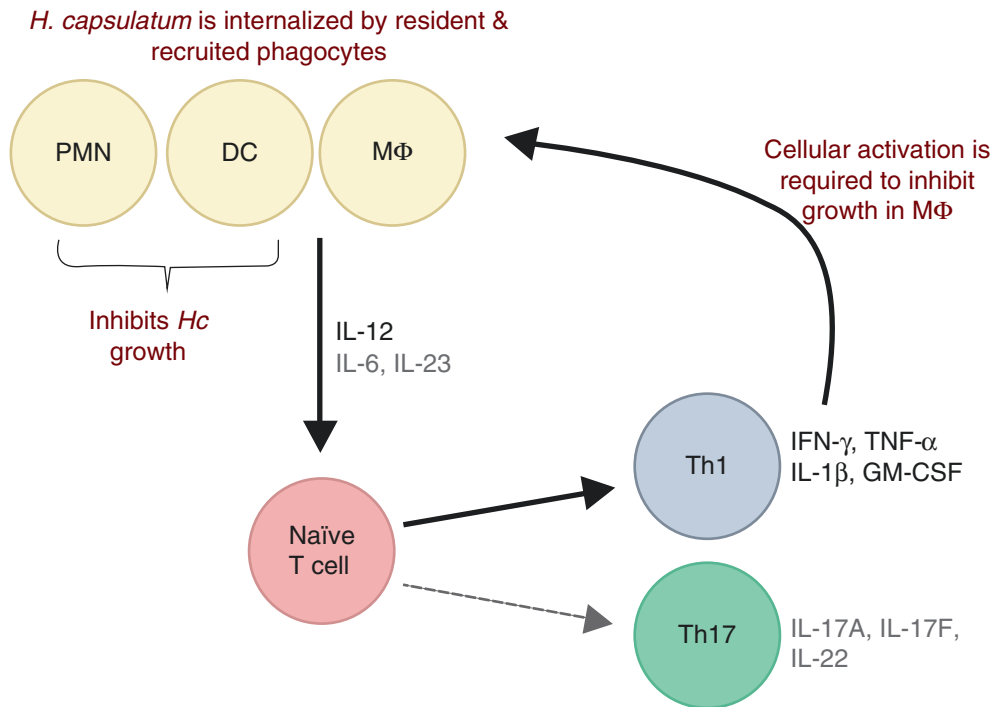 H. capsulatum is internalized by resident &
recruited phagocytes
PMN
DC
MΦ
Cellular activation is
required to inhibit
growth in MΦ
Inhibits Hc
growth
IL-12
IL-6, IL-23
Th1
IFN-γ, TNF-α
IL-1β, GM-CSF
Naïve
T cell
Th17
IL-17A, IL-17F,
IL-22